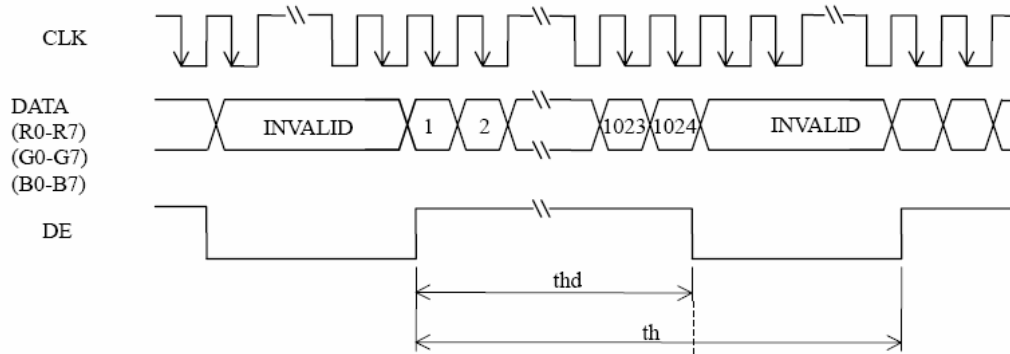 CLK
DATA
(R0-R7)
(G0-G7)
(B0-B7)
INVALID 1 2 1023 1024 INVALID
DE
thd
th